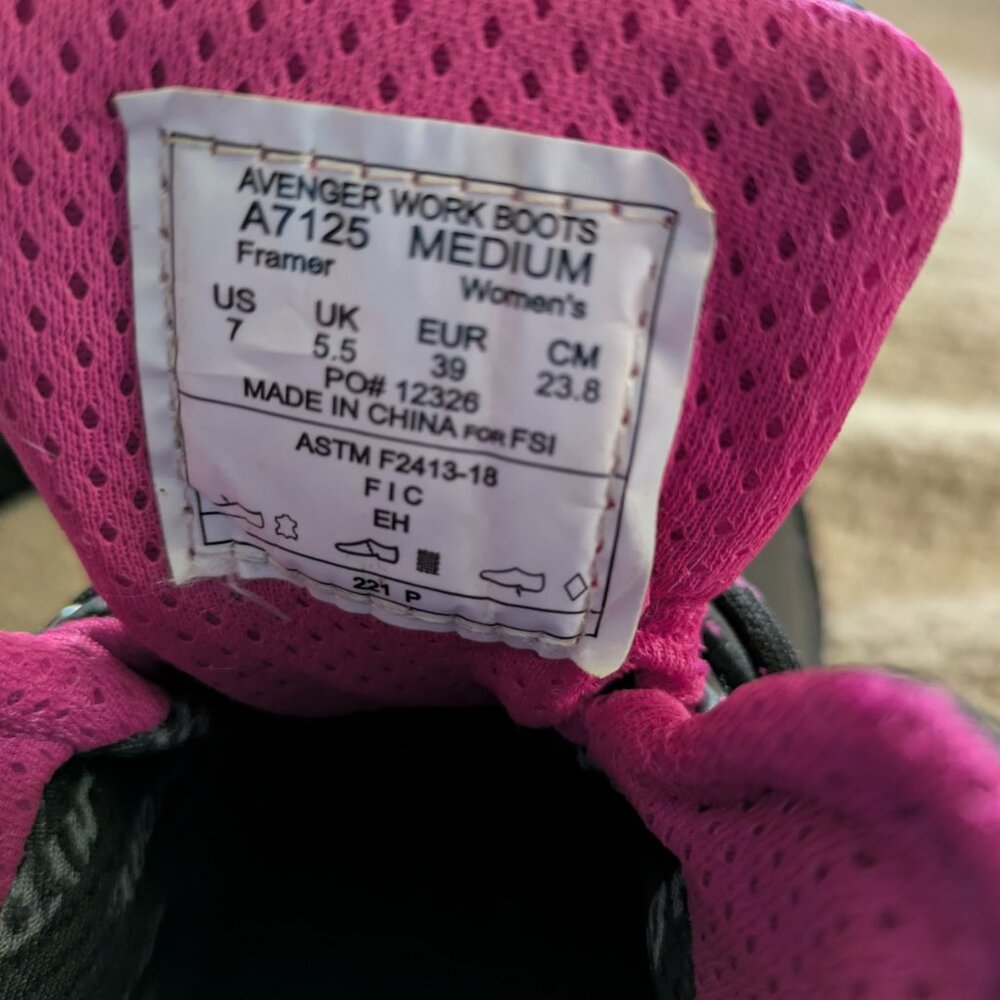 AVENGER WORK BOOTS
A7125 MEDIUM
Framer Women's
US UK EUR CM
7 5.5 39 23.8
PO# 12326
MADE IN CHINA FOR FSI
ASTM F2413-18
F I C
EH
221 P